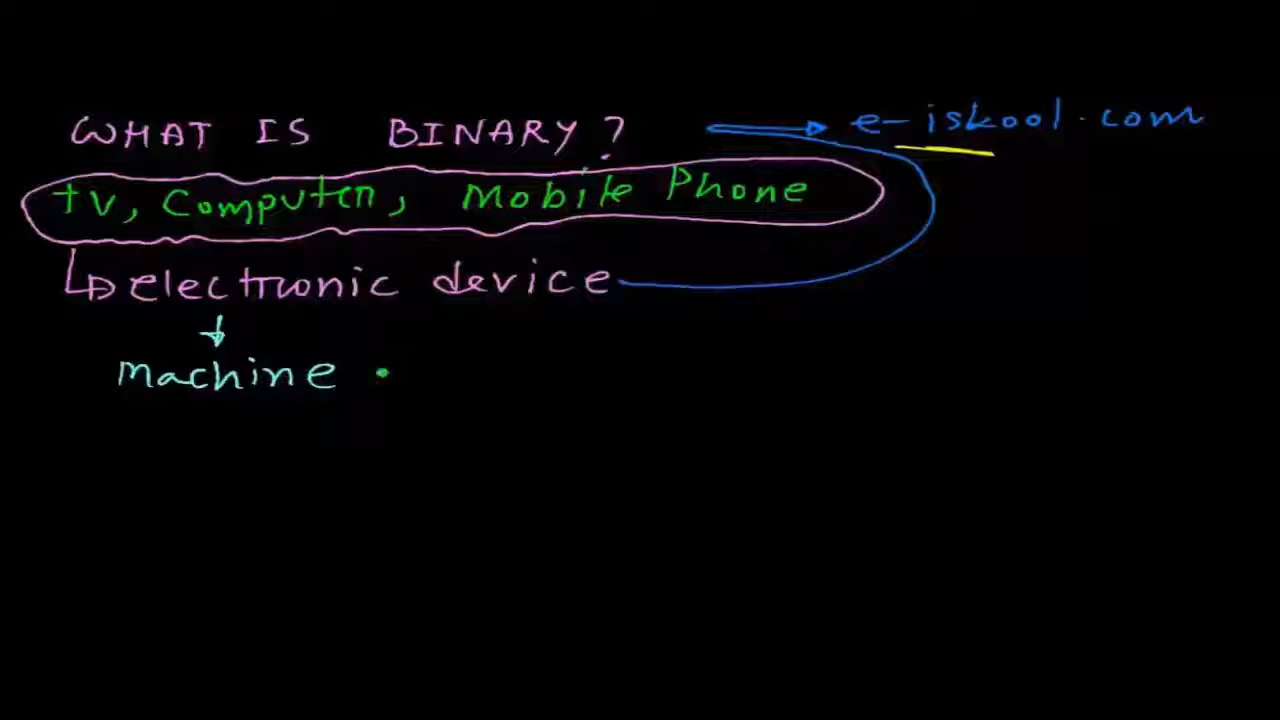 WHAT IS BINARY? e-iskool.com
tv, Computer, Mobile Phone
electronic device
machine